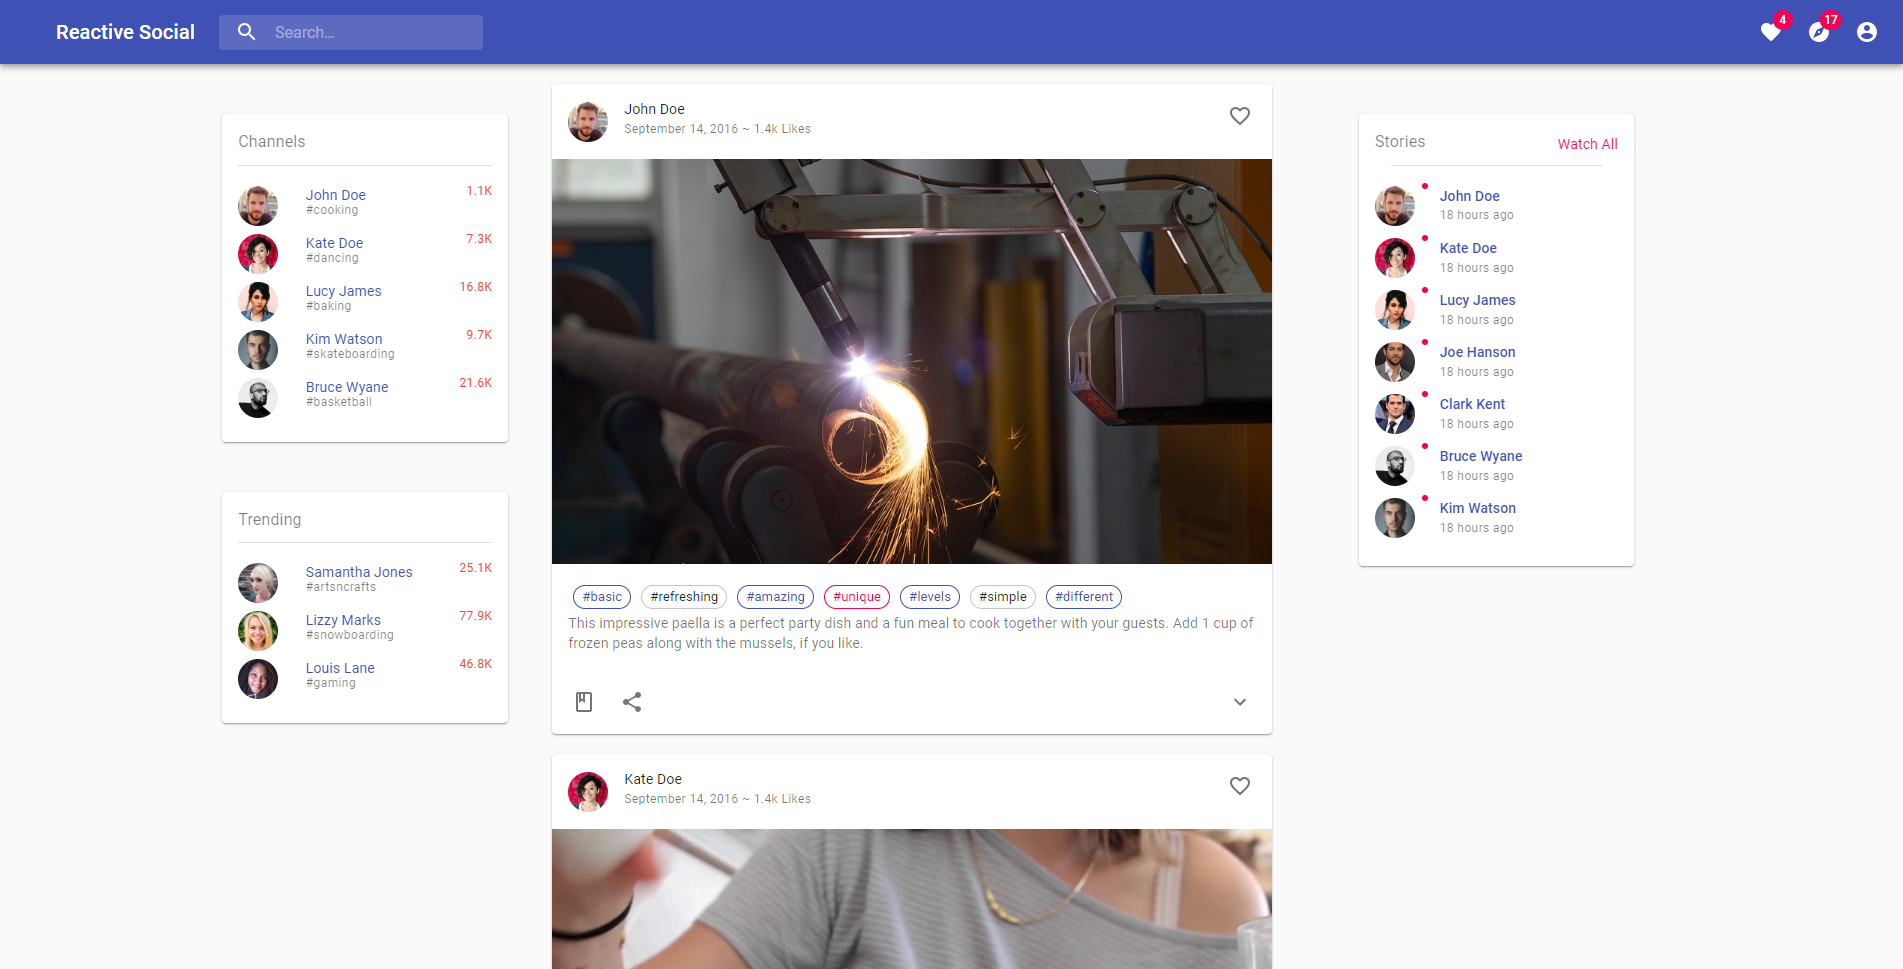 Reactive Social
Search...
4
17
Channels
John Doe
#cooking
1.1K
Kate Doe
#dancing
7.3K
Lucy James
#baking
16.8K
Kim Watson
#skateboarding
9.7K
Bruce Wyane
#basketball
21.6K
Trending
Samantha Jones
#artsncrafts
25.1K
Lizzy Marks
#snowboarding
77.9K
Louis Lane
#gaming
46.8K
John Doe
September 14, 2016 ~ 1.4k Likes
#basic #refreshing #amazing #unique #levels #simple #different
This impressive paella is a perfect party dish and a fun meal to cook together with your guests. Add 1 cup of
frozen peas along with the mussels, if you like.
Kate Doe
September 14, 2016 ~ 1.4k Likes
Stories
Watch All
John Doe
18 hours ago
Kate Doe
18 hours ago
Lucy James
18 hours ago
Joe Hanson
18 hours ago
Clark Kent
18 hours ago
Bruce Wyane
18 hours ago
Kim Watson
18 hours ago